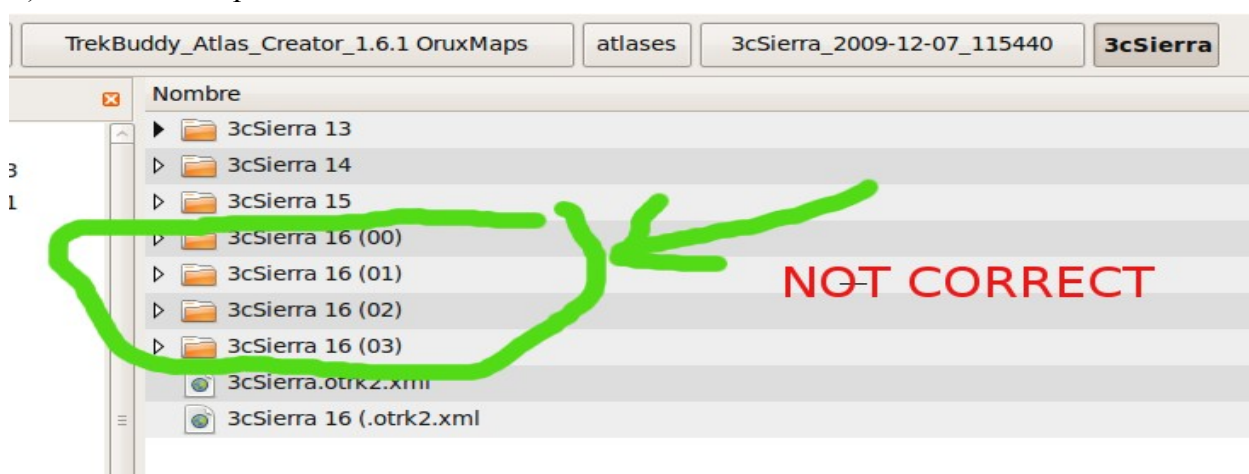 TrekBuddy_Atlas_Creator_1.6.1 OruxMaps atlases 3cSierra_2009-12-07_115440 3cSierra
Nombre
3cSierra 13
3cSierra 14
3cSierra 15
3cSierra 16 (00)
3cSierra 16 (01)
NOT CORRECT
3cSierra 16 (02)
3cSierra 16 (03)
3cSierra.otrk2.xml
3cSierra 16 (.otrk2.xml